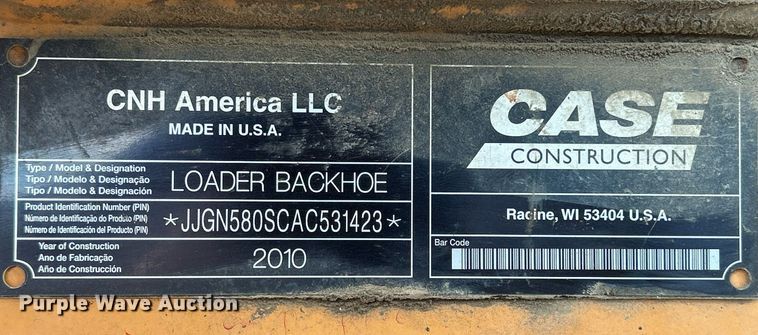 CNH America LLC
MADE IN U.S.A.
Type / Model & Designation
Tipo / Modelo & Designação
Tipo / Modelo & Designación
LOADER BACKHOE
Product Identification Number (PIN)
Número de Identificação do Produto (PIN)
Número de Identificación del Producto (PIN)
*JJGN580SCAC531423*
Year of Construction
Ano de Fabricação
Año de Construcción
2010
CASE
CONSTRUCTION
Racine, WI 53404 U.S.A.
Bar Code
Purple Wave Auction